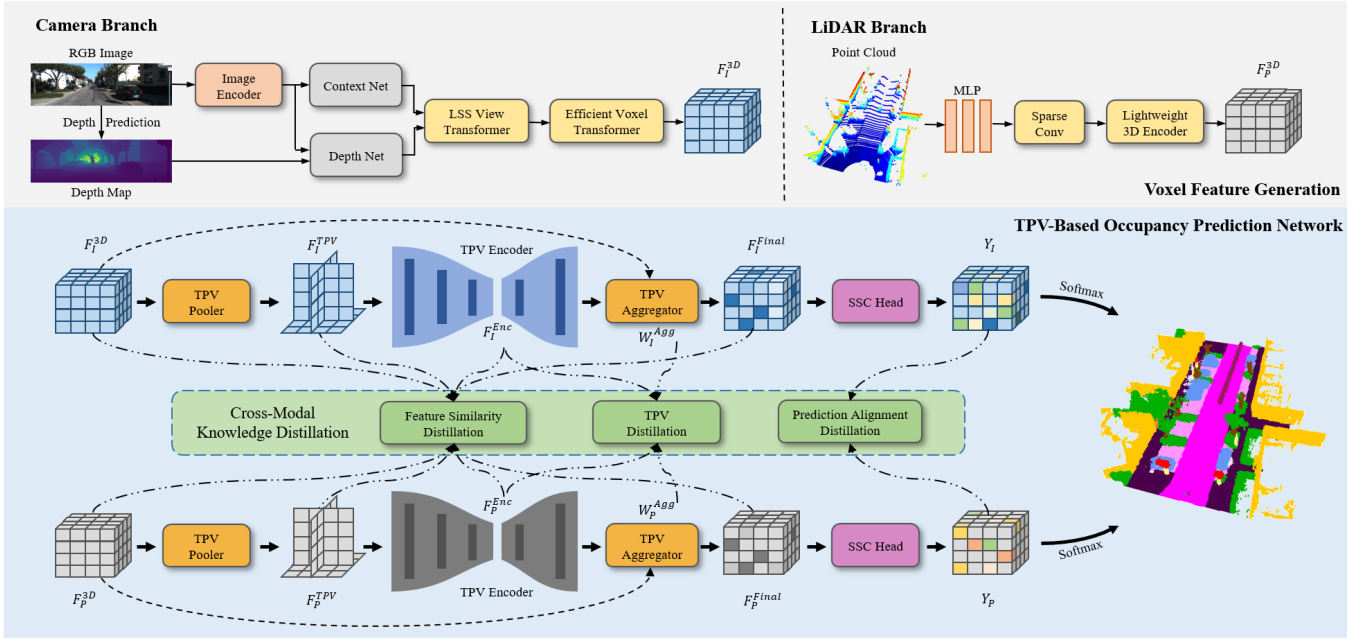 Camera Branch
RGB Image
Image
Encoder
Context Net
Depth Prediction
Depth Net
Depth Map
LSS View
Transformer
Efficient Voxel
Transformer
F_I^{3D}
LiDAR Branch
Point Cloud
MLP
Sparse
Conv
Lightweight
3D Encoder
F_P^{3D}
Voxel Feature Generation
TPV-Based Occupancy Prediction Network
F_I^{3D}
TPV
Pooler
F_I^{TPV}
TPV Encoder
F_I^{Enc}
TPV
Aggregator
W_I^{Agg}
F_I^{Final}
SSC Head
Y_I
Softmax
Cross-Modal
Knowledge Distillation
Feature Similarity
Distillation
TPV
Distillation
Prediction Alignment
Distillation
F_P^{3D}
TPV
Pooler
F_P^{TPV}
F_P^{Enc}
TPV Encoder
W_P^{Agg}
TPV
Aggregator
F_P^{Final}
SSC Head
Y_P
Softmax